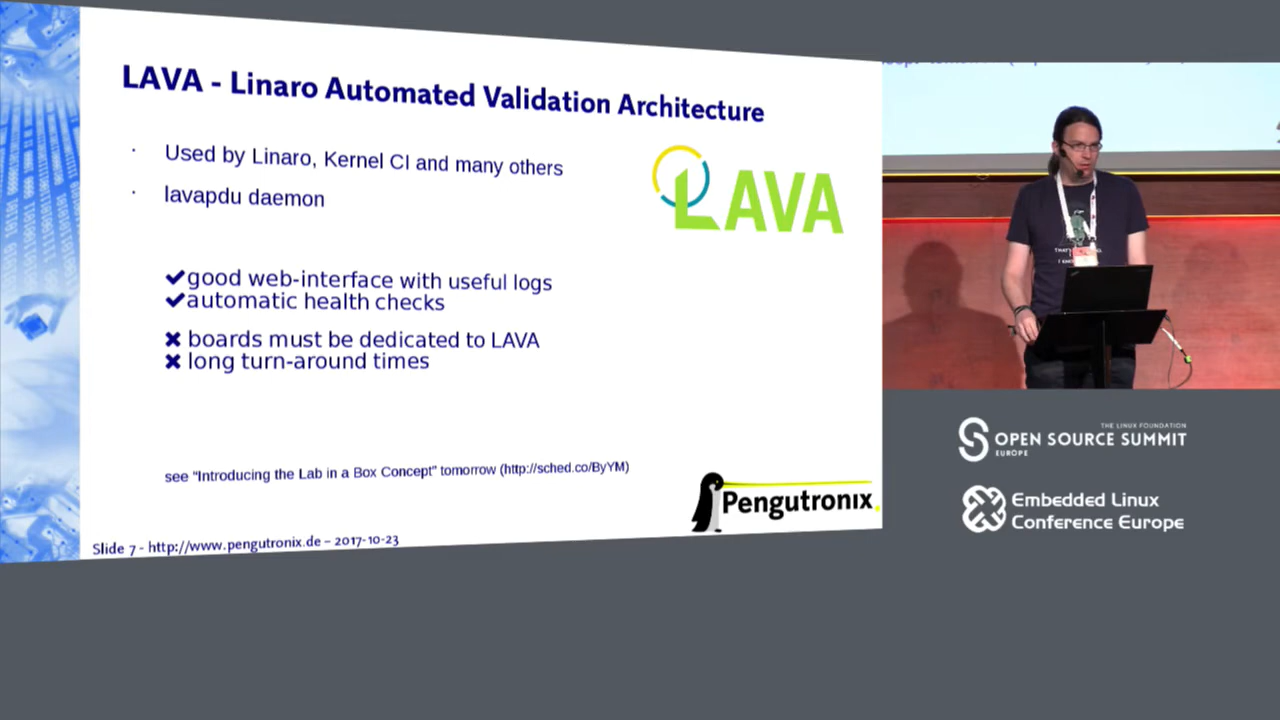 LAVA - Linaro Automated Validation Architecture
· Used by Linaro, Kernel CI and many others
· lavapdu daemon
LAVA
✔good web-interface with useful logs
✔automatic health checks
✖ boards must be dedicated to LAVA
✖ long turn-around times
see "Introducing the Lab in a Box Concept" tomorrow (http://sched.co/ByYM)
Pengutronix
Slide 7 - http://www.pengutronix.de – 2017-10-23
THE LINUX FOUNDATION
OPEN SOURCE SUMMIT
EUROPE
Embedded Linux
Conference Europe